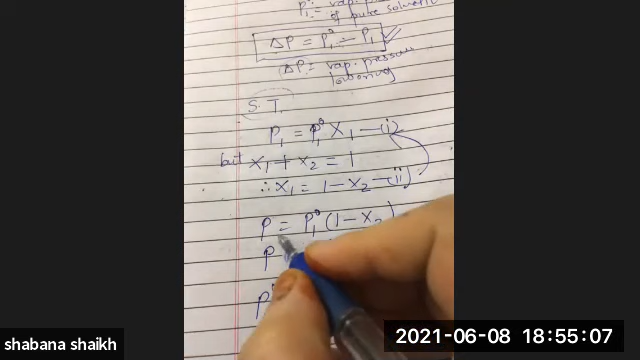 p₁° = vap. pre
of pure solvent
ΔP = P₁° – P₁
ΔP = vap. pressure
lowering
S.T.
P₁ = P₁° X₁ —(i)
but X₁ + X₂ = 1
∴ X₁ = 1 – X₂ —(ii)
P = P₁° (1 – X₂)
P
P
shabana shaikh
2021-06-08 18:55:07